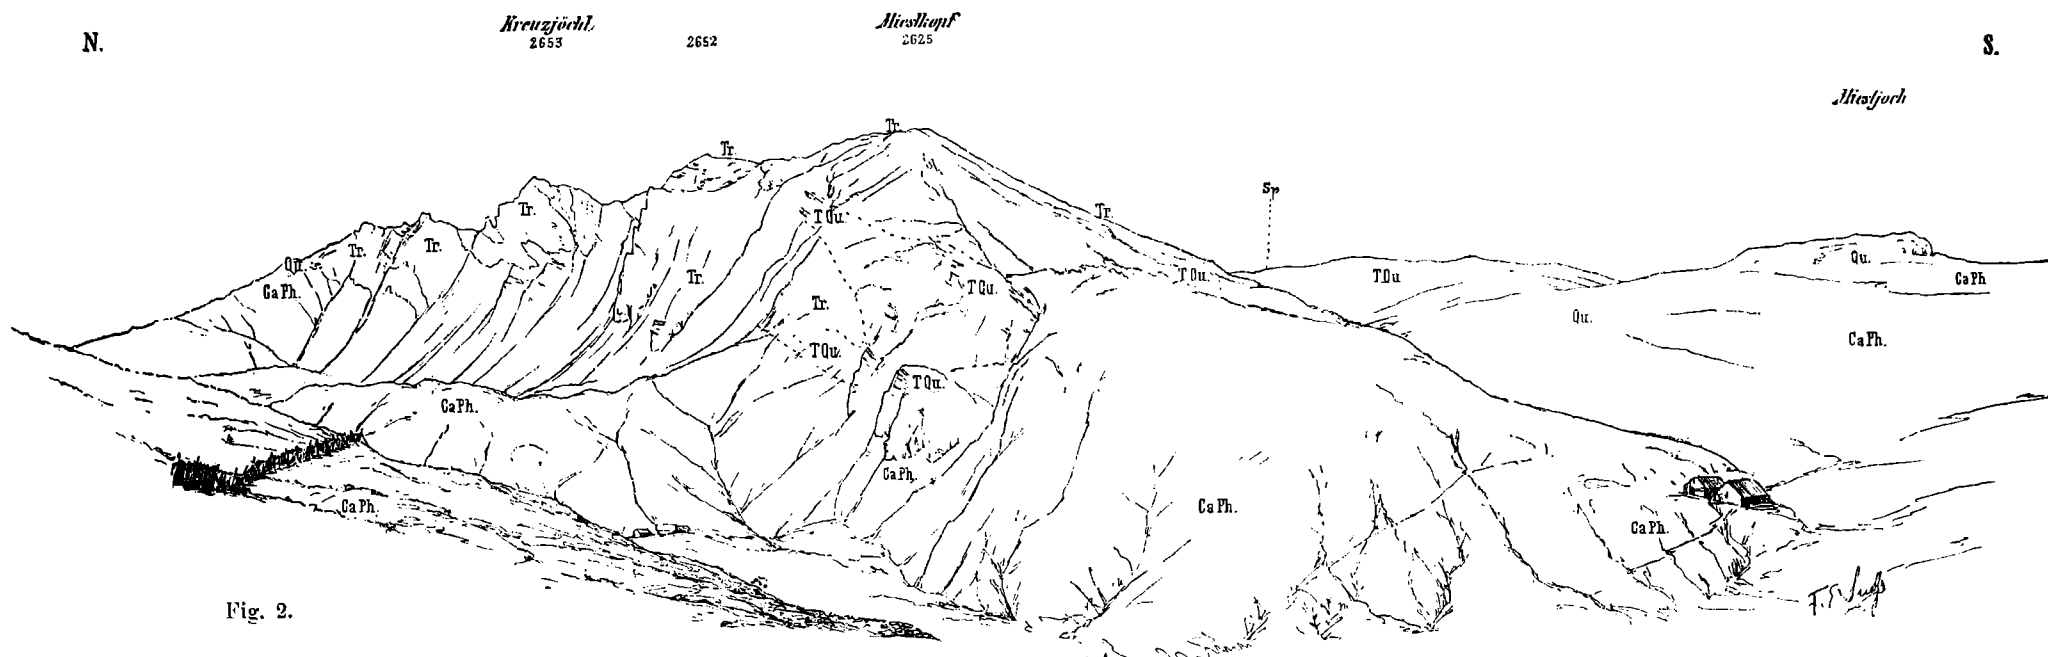 N.
Kreuzjöchl
2653
2652
Mieslkopf
2625
S.
Miesljoch
Tr.
Tr.
Sp
Tr.
Tr.
T Qu.
Tr.
Tr.
Tr.
Qu.
Ca Ph.
Tr.
T Qu.
T Qu.
T Qu
Qu.
Ca Ph
Tr.
Qu.
T Qu.
Ca Ph.
T Qu.
Ca Ph.
Ca Ph.
Ca Ph.
Ca Ph.
Ca Ph.
F. E. Suess
Fig. 2.